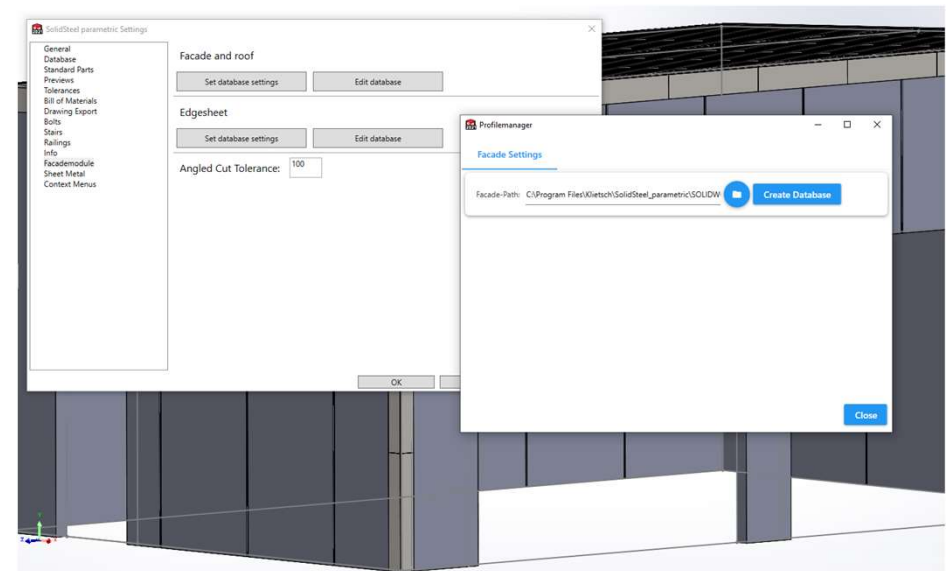 SolidSteel parametric Settings
General
Database
Standard Parts
Previews
Tolerances
Bill of Materials
Drawing Export
Bolts
Stairs
Railings
Info
Facademodule
Sheet Metal
Context Menus
Facade and roof
Set database settings
Edit database
Edgesheet
Set database settings
Edit database
Angled Cut Tolerance: 100
OK
Profilemanager
Facade Settings
Facade-Path: C:\Program Files\Klietsch\SolidSteel_parametric\SOLIDW
Create Database
Close